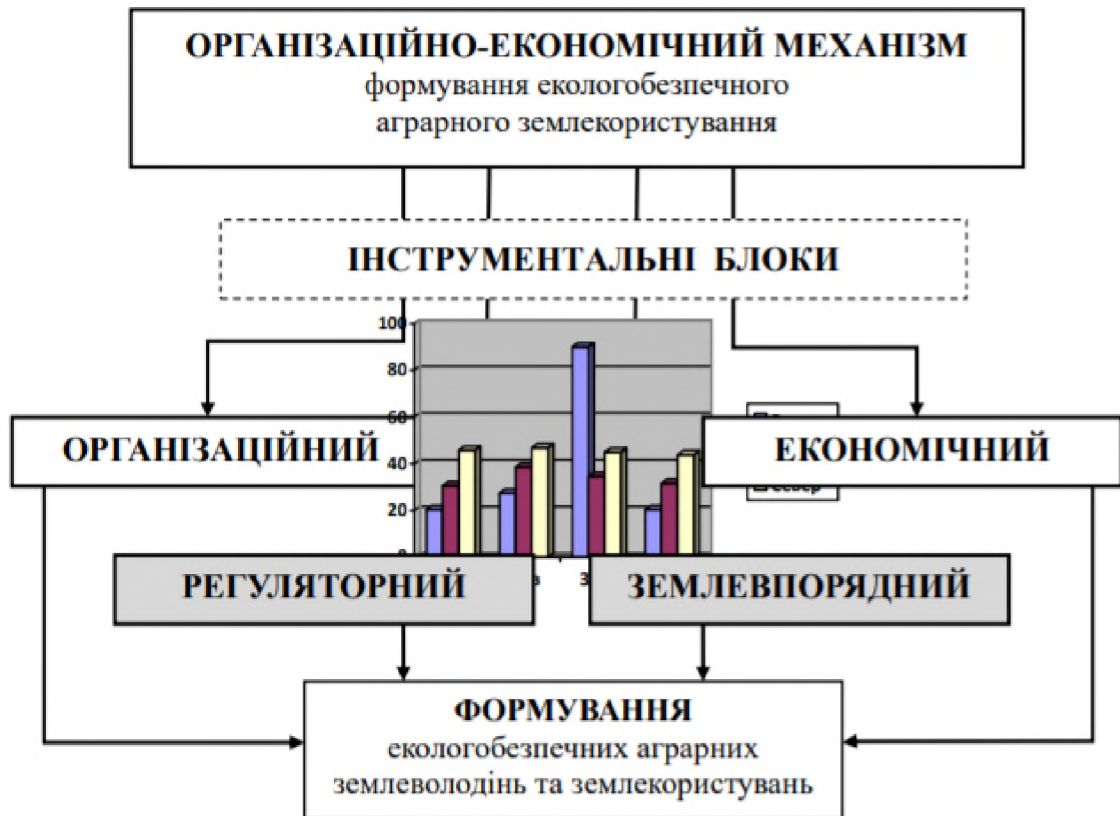 ОРГАНІЗАЦІЙНО-ЕКОНОМІЧНИЙ МЕХАНІЗМ
формування екологобезпечного
аграрного землекористування
ІНСТРУМЕНТАЛЬНІ БЛОКИ
100
80
60
40
20
ОРГАНІЗАЦІЙНИЙ
ЕКОНОМІЧНИЙ
РЕГУЛЯТОРНИЙ
ЗЕМЛЕВПОРЯДНИЙ
ФОРМУВАННЯ
екологобезпечних аграрних
землеволодінь та землекористувань